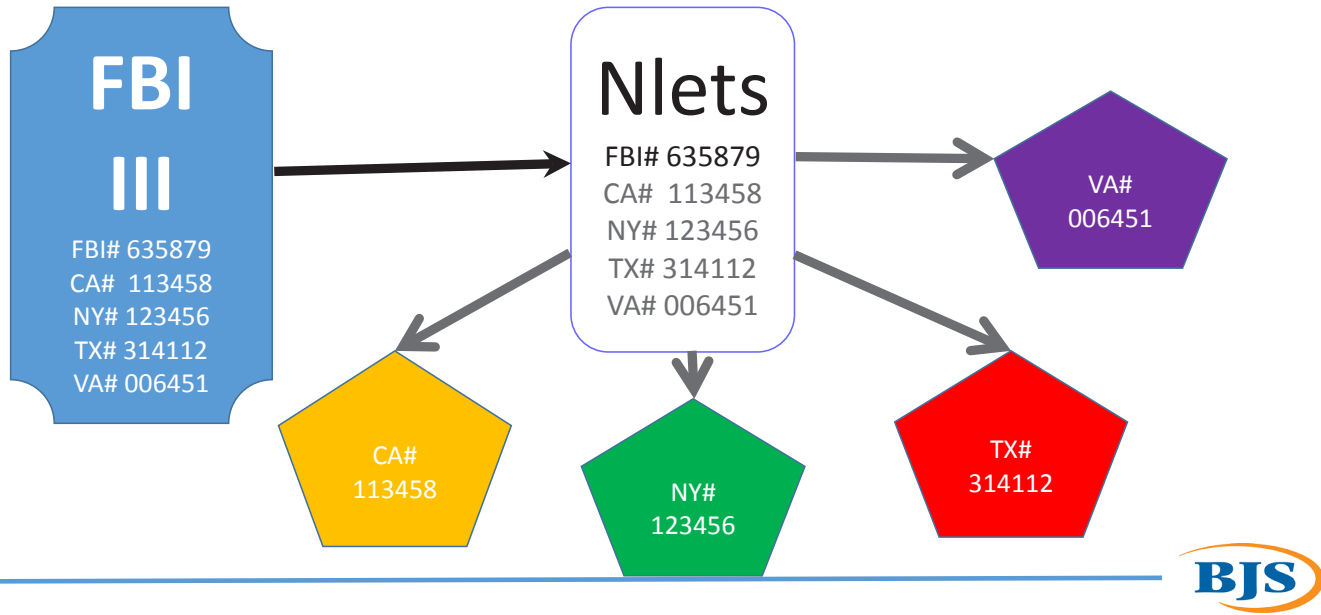 FBI
III
FBI# 635879
CA#  113458
NY# 123456
TX# 314112
VA# 006451
Nlets
FBI# 635879
CA#  113458
NY# 123456
TX# 314112
VA# 006451
VA#
006451
CA#
113458
NY#
123456
TX#
314112
BJS